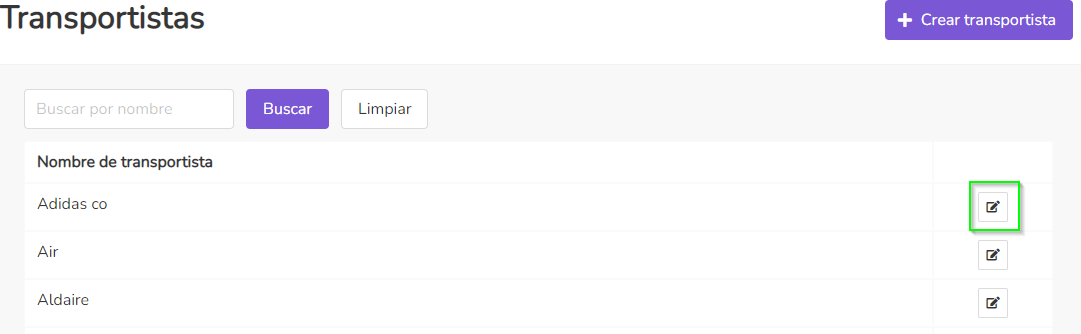 Transportistas
Crear transportista
Buscar por nombre
Buscar
Limpiar
Nombre de transportista
Adidas co
Air
Aldaire